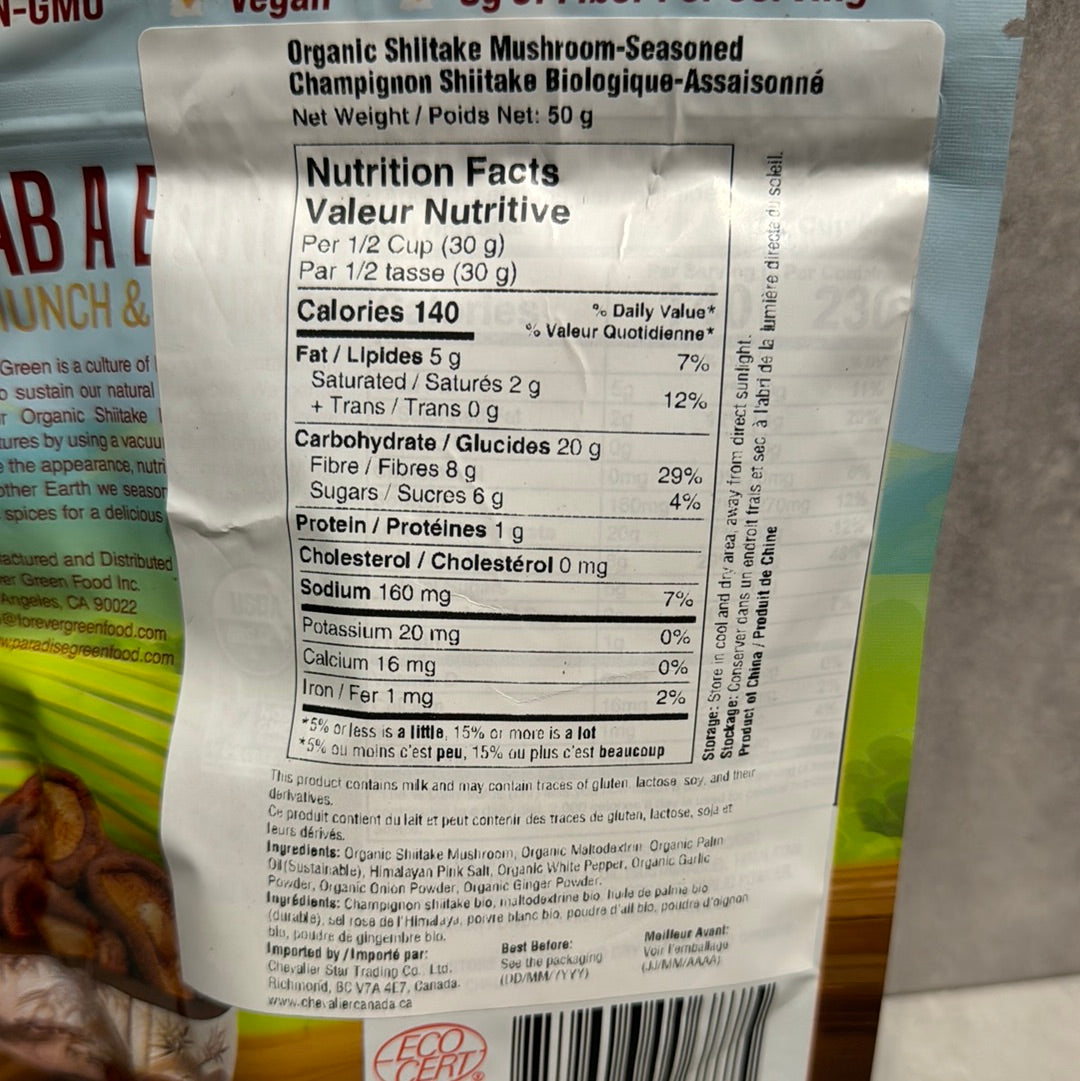 N-GMO
Vegan
Organic Shiitake Mushroom-Seasoned
Champignon Shiitake Biologique-Assaisonné
Net Weight / Poids Net: 50 g
Nutrition Facts
Valeur Nutritive
Per 1/2 Cup (30 g)
Par 1/2 tasse (30 g)
Calories 140
% Daily Value*
% Valeur Quotidienne*
Fat / Lipides 5 g 7%
Saturated / Saturés 2 g
+ Trans / Trans 0 g 12%
Carbohydrate / Glucides 20 g
Fibre / Fibres 8 g 29%
Sugars / Sucres 6 g 4%
Protein / Protéines 1 g
Cholesterol / Cholestérol 0 mg
Sodium 160 mg 7%
Potassium 20 mg 0%
Calcium 16 mg 0%
Iron / Fer 1 mg 2%
*5% or less is a little, 15% or more is a lot
*5% ou moins c'est peu, 15% ou plus c'est beaucoup
Storage: Store in cool and dry area, away from direct sunlight.
Stockage: Conserver dans un endroit frais et sec à l'abri de la lumière directe du soleil.
Product of China / Produit de Chine
This product contains milk and may contain traces of gluten, lactose, soy, and their
derivatives.
Ce produit contient du lait et peut contenir des traces de gluten, lactose, soja et
leurs dérivés.
Ingredients: Organic Shiitake Mushroom, Organic Maltodextrin, Organic Palm
Oil (Sustainable), Himalayan Pink Salt, Organic White Pepper, Organic Garlic
Powder, Organic Onion Powder, Organic Ginger Powder.
Ingrédients: Champignon shiitake bio, maltodextrine bio, huile de palme bio
(durable), sel rose de l'Himalaya, poivre blanc bio, poudre d'ail bio, poudre d'oignon
bio, poudre de gingembre bio.
Imported by / Importé par:
Chevalier Star Trading Co., Ltd.
Richmond, BC V7A 4E7, Canada.
www.chevaliercanada.ca
Best Before:
See the packaging
(DD/MM/YYYY)
Meilleur Avant:
Voir l'emballage
(JJ/MM/AAAA)
ECO
CERT
AB A
UNCH &
Green is a culture of
sustain our natural
Organic Shiitake
tures by using a
the appearance,
other Earth we
spices for a delicious
actured and Distributed
er Green Food Inc.
Angeles, CA 90022
@forevergreenfood.com
w.paradisegreenfood.com
230